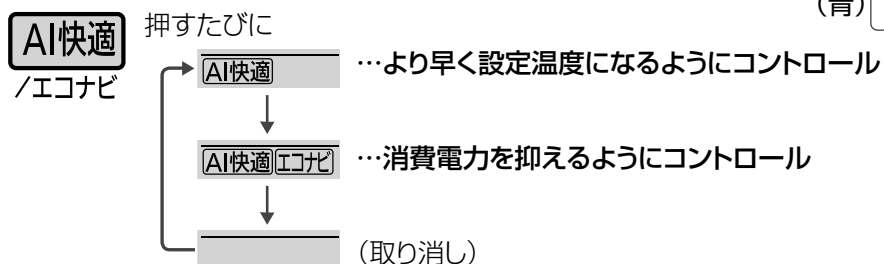 (青)
AI快適
/エコナビ
押すたびに
AI快適 …より早く設定温度になるようにコントロール
AI快適 エコナビ …消費電力を抑えるようにコントロール
(取り消し)